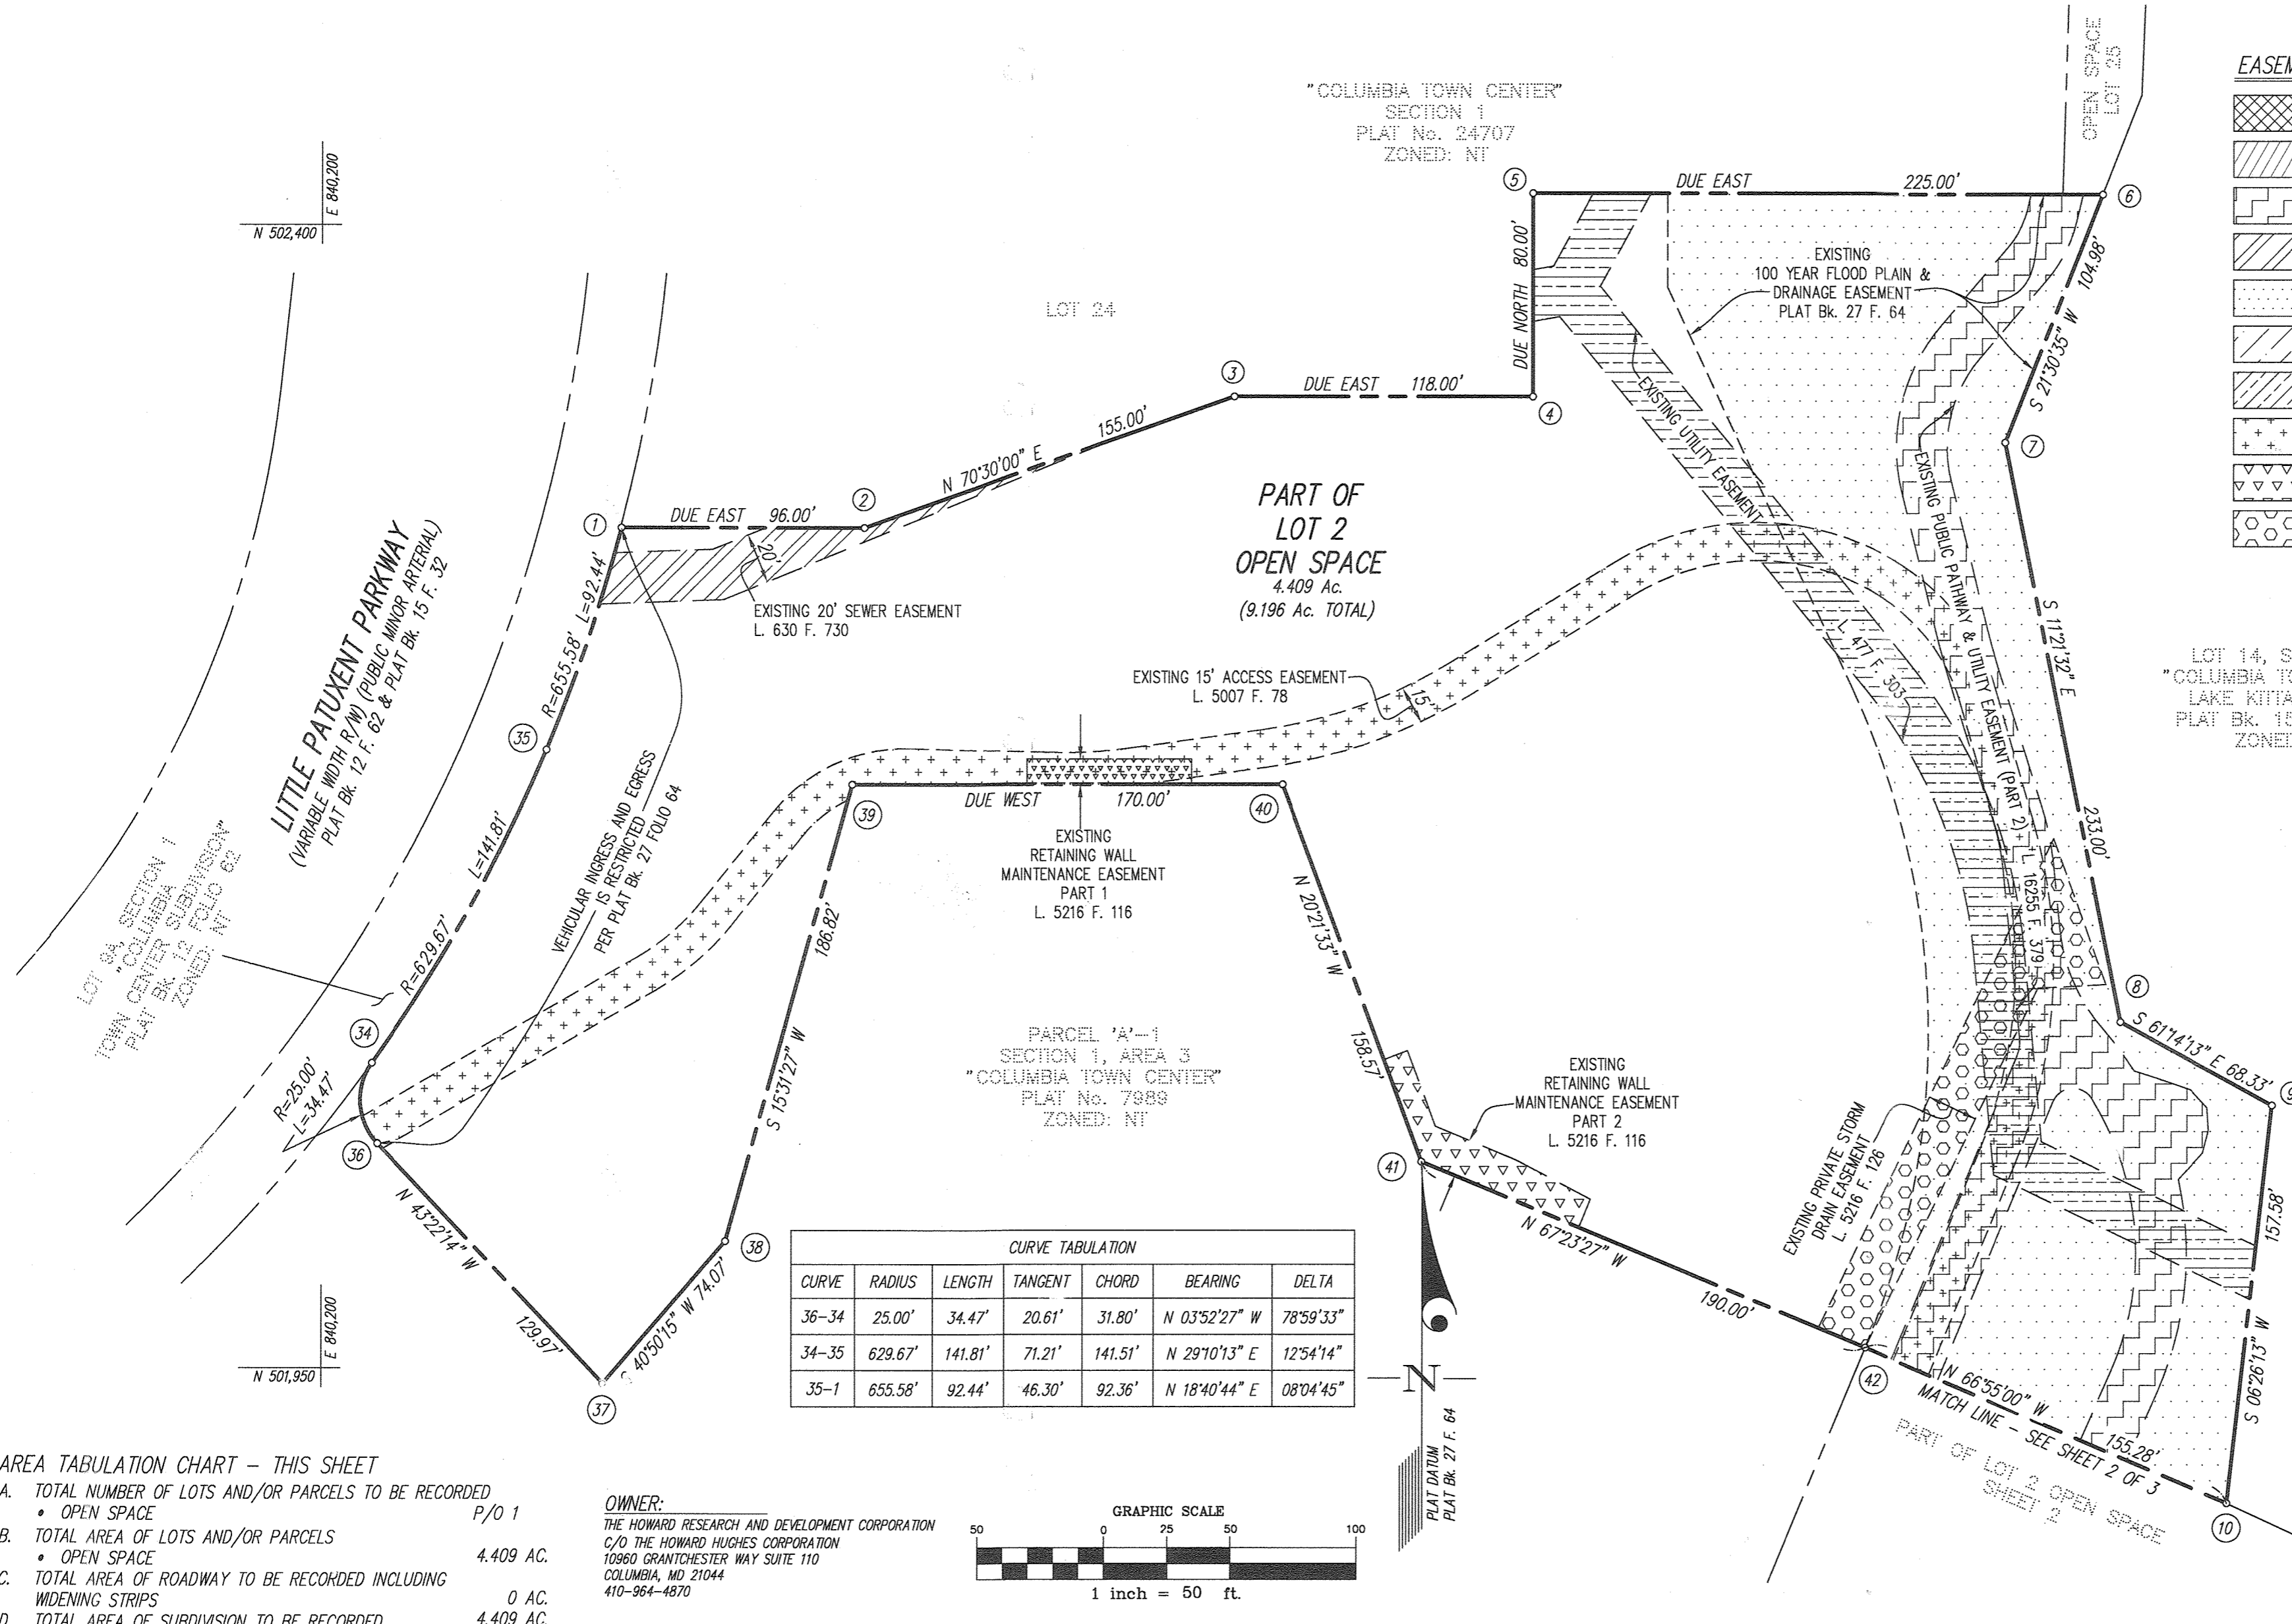 "COLUMBIA TOWN CENTER"
SECTION 1
PLAT No. 24707
ZONED: NT
OPEN SPACE
LOT 25
E 840,200
N 502,400
LOT 24
5
DUE EAST
225.00'
6
DUE NORTH 80.00'
EXISTING
100 YEAR FLOOD PLAIN &
DRAINAGE EASEMENT
PLAT Bk. 27 F. 64
S 21°30'35" W
104.98'
3
DUE EAST
118.00'
4
7
N 70°30'00" E
155.00'
1
DUE EAST
96.00'
2
20'
EXISTING 20' SEWER EASEMENT
L. 630 F. 730
PART OF
LOT 2
OPEN SPACE
4.409 Ac.
(9.196 Ac. TOTAL)
EXISTING UTILITY EASEMENT
L. 477 F. 303
EXISTING PUBLIC PATHWAY & UTILITY EASEMENT (PART 2)
L. 16255 F. 379
S 11°21'32" E
233.00'
LITTLE PATUXENT PARKWAY
(VARIABLE WIDTH R/W) (PUBLIC MINOR ARTERIAL)
PLAT Bk. 12 F. 62 & PLAT Bk. 15 F. 32
R=655.58' L=92.44'
35
R=629.67'
L=141.81'
LOT 3A, SECTION 1
"COLUMBIA
TOWN CENTER SUBDIVISION"
PLAT BK. 12 FOLIO 62
ZONED: NT
VEHICULAR INGRESS AND EGRESS
IS RESTRICTED
PER PLAT Bk. 27 FOLIO 64
EXISTING 15' ACCESS EASEMENT
L. 5007 F. 78
15'
39
DUE WEST
170.00'
40
EXISTING
RETAINING WALL
MAINTENANCE EASEMENT
PART 1
L. 5216 F. 116
S 15°31'27" W
186.82'
N 20°21'33" W
158.57'
34
R=25.00'
L=34.47'
36
N 43°22'14" W
129.97'
37
S 40°50'15" W 74.07'
38
PARCEL 'A'-1
SECTION 1, AREA 3
"COLUMBIA TOWN CENTER"
PLAT No. 7989
ZONED: NT
EXISTING
RETAINING WALL
MAINTENANCE EASEMENT
PART 2
L. 5216 F. 116
41
N 67°23'27" W
190.00'
EXISTING PRIVATE STORM
DRAIN EASEMENT
L. 5216 F. 126
8
S 61°14'13" E 68.33'
157.58'
S 06°26'13" W
42
N 66°55'00" W
155.28'
MATCH LINE - SEE SHEET 2 OF 3
PART OF LOT 2 OPEN SPACE
SHEET 2
10
CURVE TABULATION
CURVE RADIUS LENGTH TANGENT CHORD BEARING DELTA
36-34 25.00' 34.47' 20.61' 31.80' N 03°52'27" W 78°59'33"
34-35 629.67' 141.81' 71.21' 141.51' N 29°10'13" E 12°54'14"
35-1 655.58' 92.44' 46.30' 92.36' N 18°40'44" E 08°04'45"
N
PLAT DATUM
PLAT Bk. 27 F. 64
E 840,200
N 501,950
AREA TABULATION CHART - THIS SHEET
A. TOTAL NUMBER OF LOTS AND/OR PARCELS TO BE RECORDED
• OPEN SPACE P/O 1
B. TOTAL AREA OF LOTS AND/OR PARCELS
• OPEN SPACE 4.409 AC.
C. TOTAL AREA OF ROADWAY TO BE RECORDED INCLUDING
WIDENING STRIPS 0 AC.
D. TOTAL AREA OF SUBDIVISION TO BE RECORDED 4.409 AC.
OWNER:
THE HOWARD RESEARCH AND DEVELOPMENT CORPORATION
C/O THE HOWARD HUGHES CORPORATION
10960 GRANTCHESTER WAY SUITE 110
COLUMBIA, MD 21044
410-964-4870
GRAPHIC SCALE
50 0 25 50 100
1 inch = 50 ft.
LOT 14,
"COLUMBIA
LAKE
PLAT Bk.